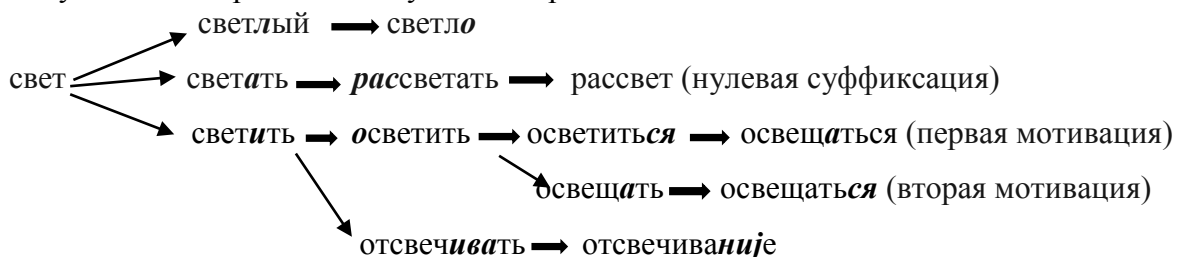 светлый светло
свет светать рассветать рассвет (нулевая суффиксация)
светить осветить осветиться освещаться (первая мотивация)
освещать освещаться (вторая мотивация)
отсвечивать отсвечиваниjе